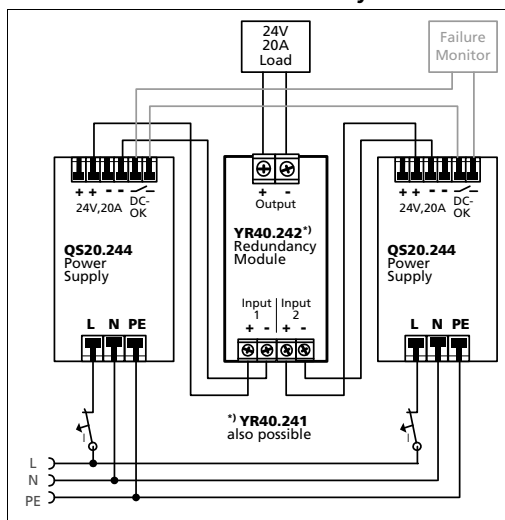 24V
20A
Load
Failure
Monitor
+ + - - DC-
OK
24V,20A
QS20.244
Power
Supply
L N PE
+ -
Output
YR40.242*)
Redundancy
Module
Input
1
Input
2
+ - + -
+ + - - DC-
OK
24V,20A
QS20.244
Power
Supply
L N PE
*) YR40.241
also possible
I
I
L
N
PE